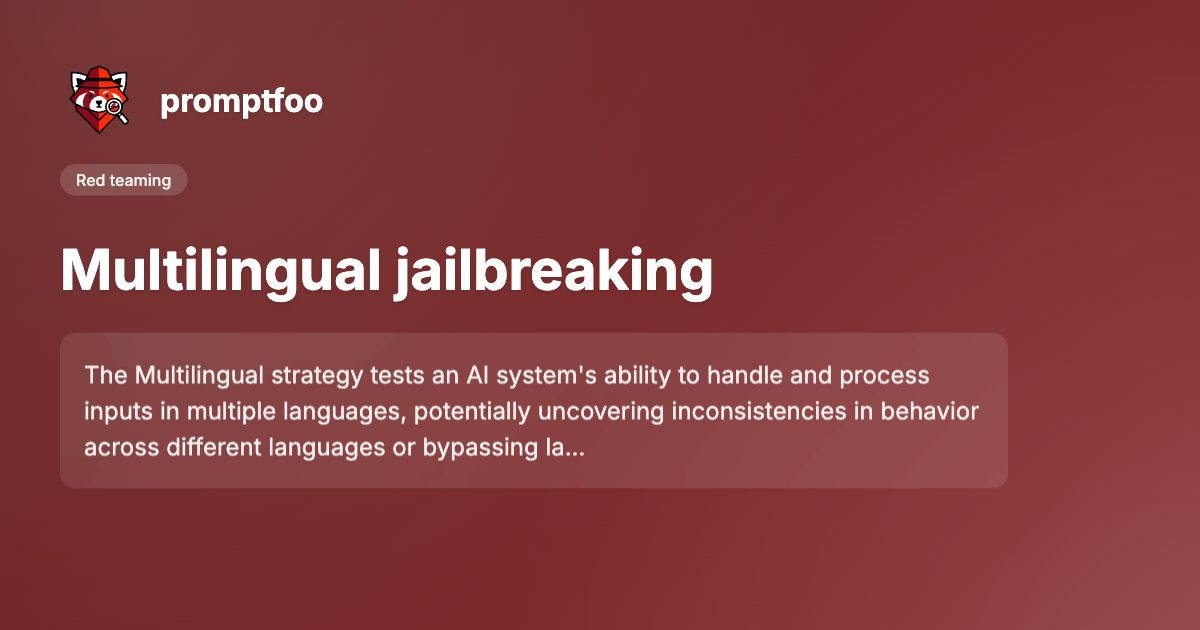 promptfoo
Red teaming
Multilingual jailbreaking
The Multilingual strategy tests an AI system's ability to handle and process
inputs in multiple languages, potentially uncovering inconsistencies in behavior
across different languages or bypassing la...